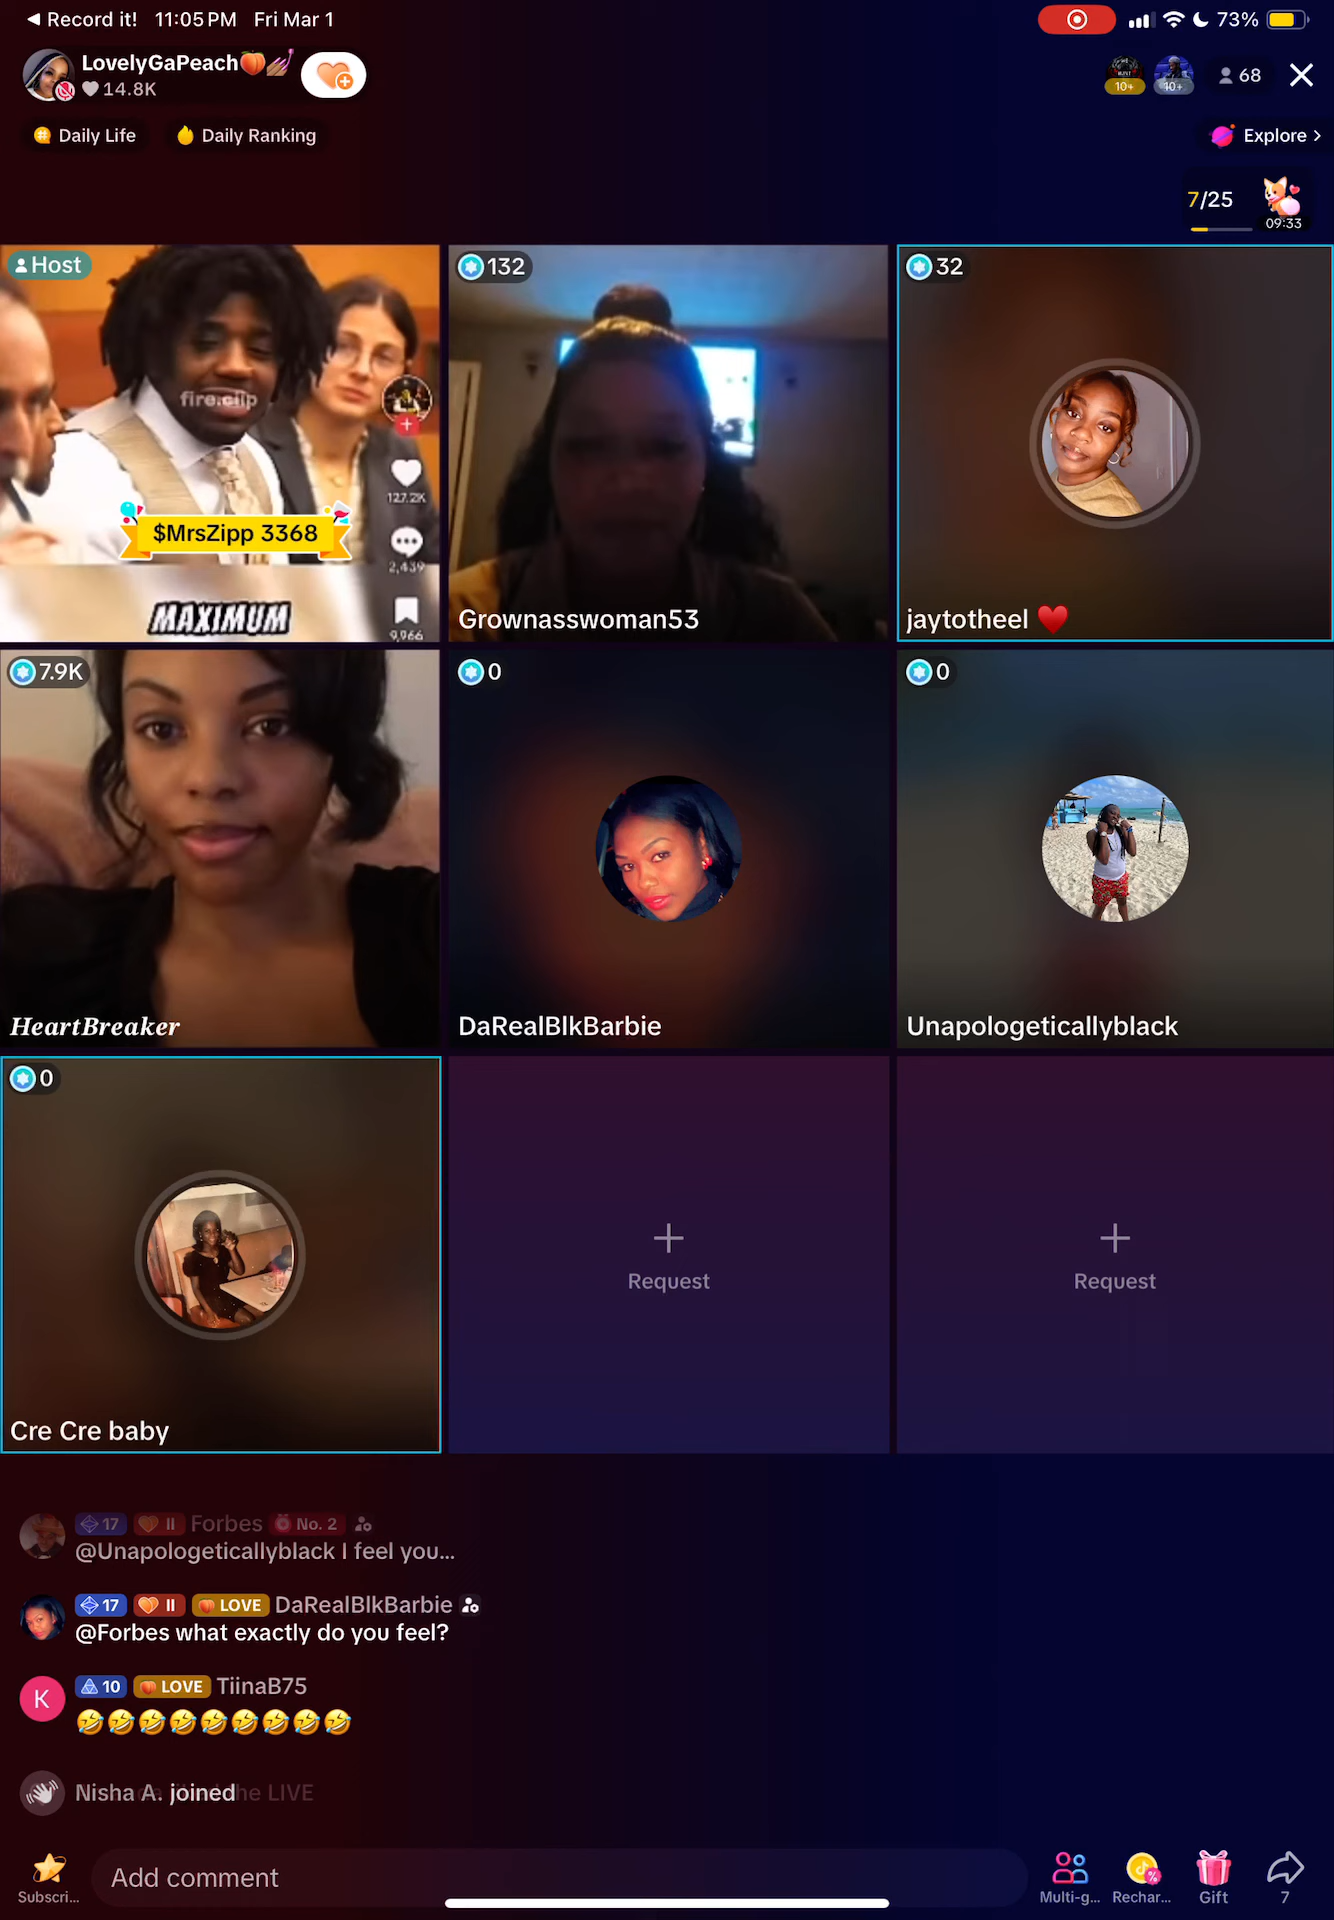 Record it! 11:05 PM Fri Mar 1 73%
LovelyGaPeach🍑💅🏽
14.8K
10+ 10+ 68
Daily Life Daily Ranking Explore >
7/25
09:33
Host
fire.clip
127.2K
$MrsZipp 3368
2,439
MAXIMUM
9,966
132
Grownasswoman53
32
jaytotheel ❤️
7.9K
HeartBreaker
0
DaRealBlkBarbie
0
Unapologeticallyblack
0
Cre Cre baby
Request
Request
17 II Forbes No. 2
@Unapologeticallyblack I feel you...
17 II LOVE DaRealBlkBarbie
@Forbes what exactly do you feel?
K 10 LOVE TiinaB75
🤣🤣🤣🤣🤣🤣🤣🤣🤣
Nisha A. joined he LIVE
Add comment
Subscri... Multi-g... Rechar... Gift 7